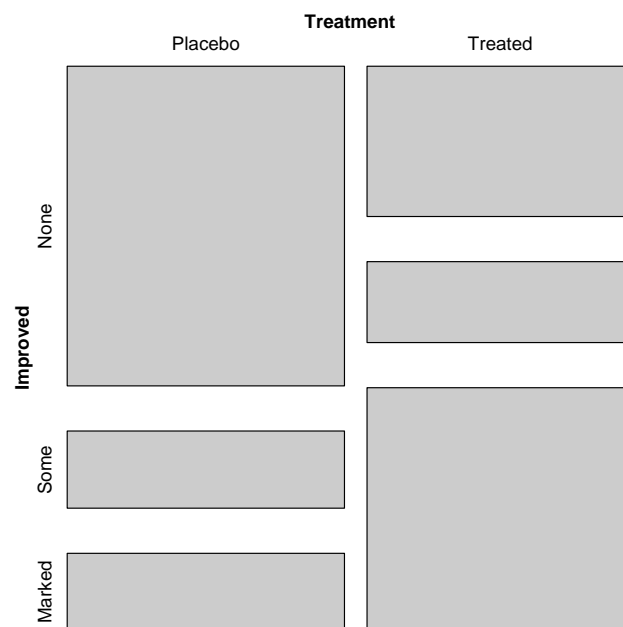 Treatment
Placebo Treated
Improved
None
Some
Marked